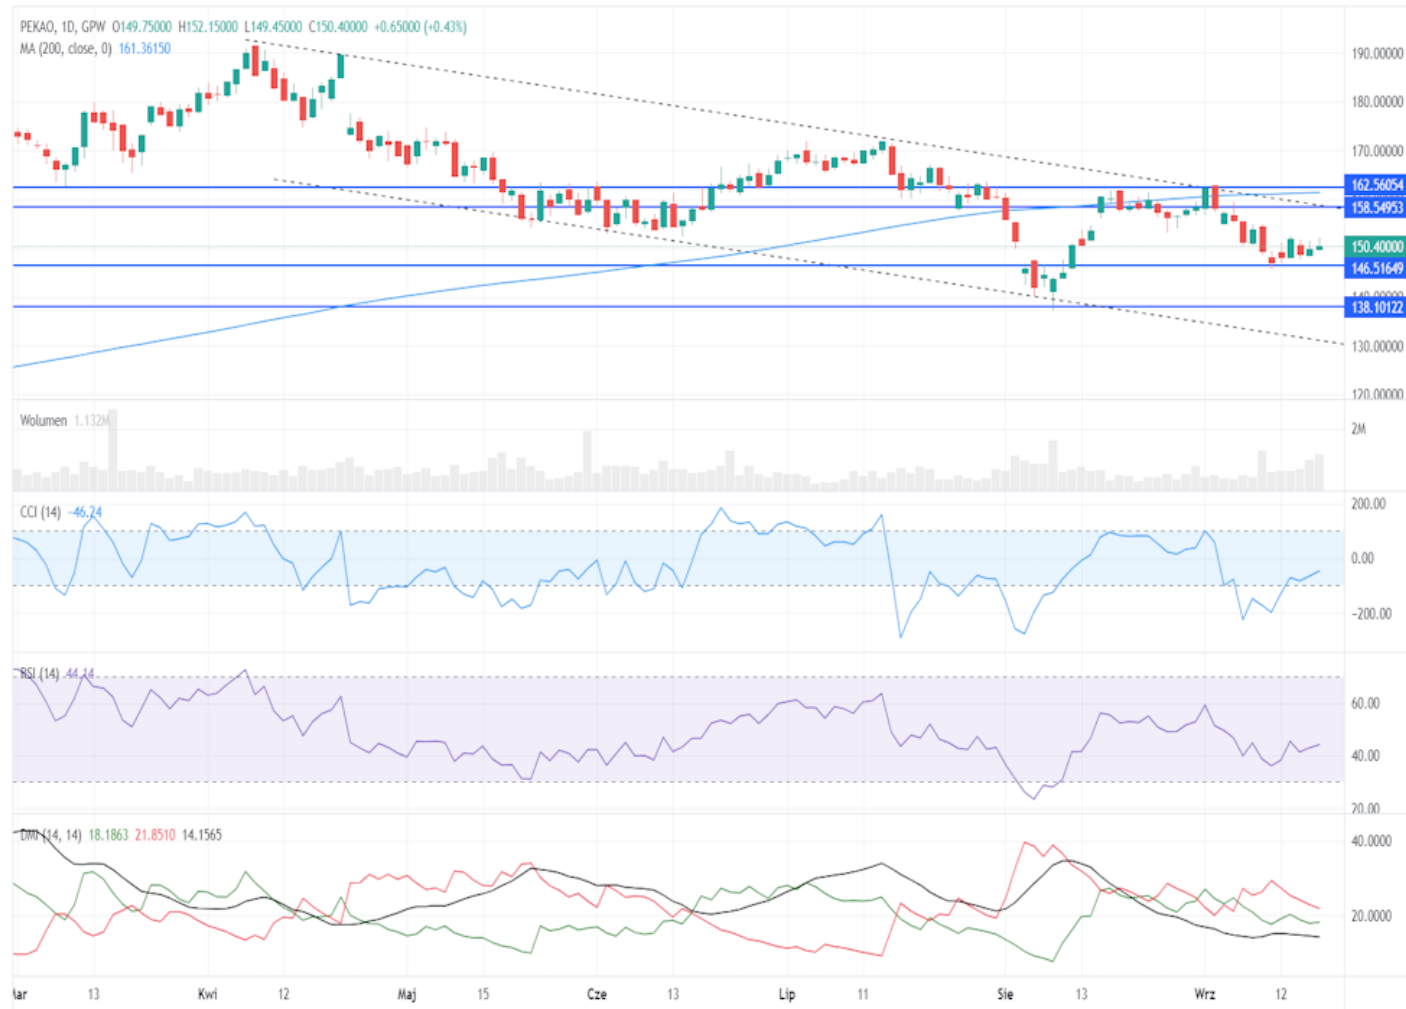 PEKAO, 1D, GPW O149.75000 H152.15000 L149.45000 C150.40000 +0.65000 (+0.43%)
MA (200, close, 0) 161.36150
190.00000
180.00000
170.00000
162.56054
158.54953
150.40000
146.51649
140.00000
138.10122
130.00000
120.00000
Wolumen 1.132M
2M
CCI (14) -46.24
200.00
0.00
-200.00
RSI (14) 44.14
60.00
40.00
20.00
DMI (14, 14) 18.1863 21.8510 14.1565
40.0000
20.0000
Mar 13 Kwi 12 Maj 15 Cze 13 Lip 11 Sie 13 Wrz 12